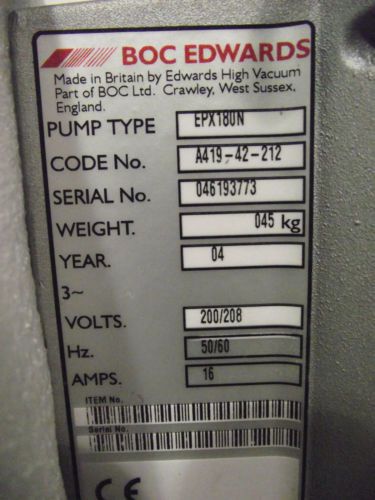 BOC EDWARDS
Made in Britain by Edwards High Vacuum
Part of BOC Ltd. Crawley, West Sussex,
England.
PUMP TYPE EPX180N
CODE No. A419-42-212
SERIAL No. 046193773
WEIGHT. 045 kg
YEAR. 04
3~
VOLTS. 200/208
Hz. 50/60
AMPS. 16
ITEM No.
Serial No.
CE